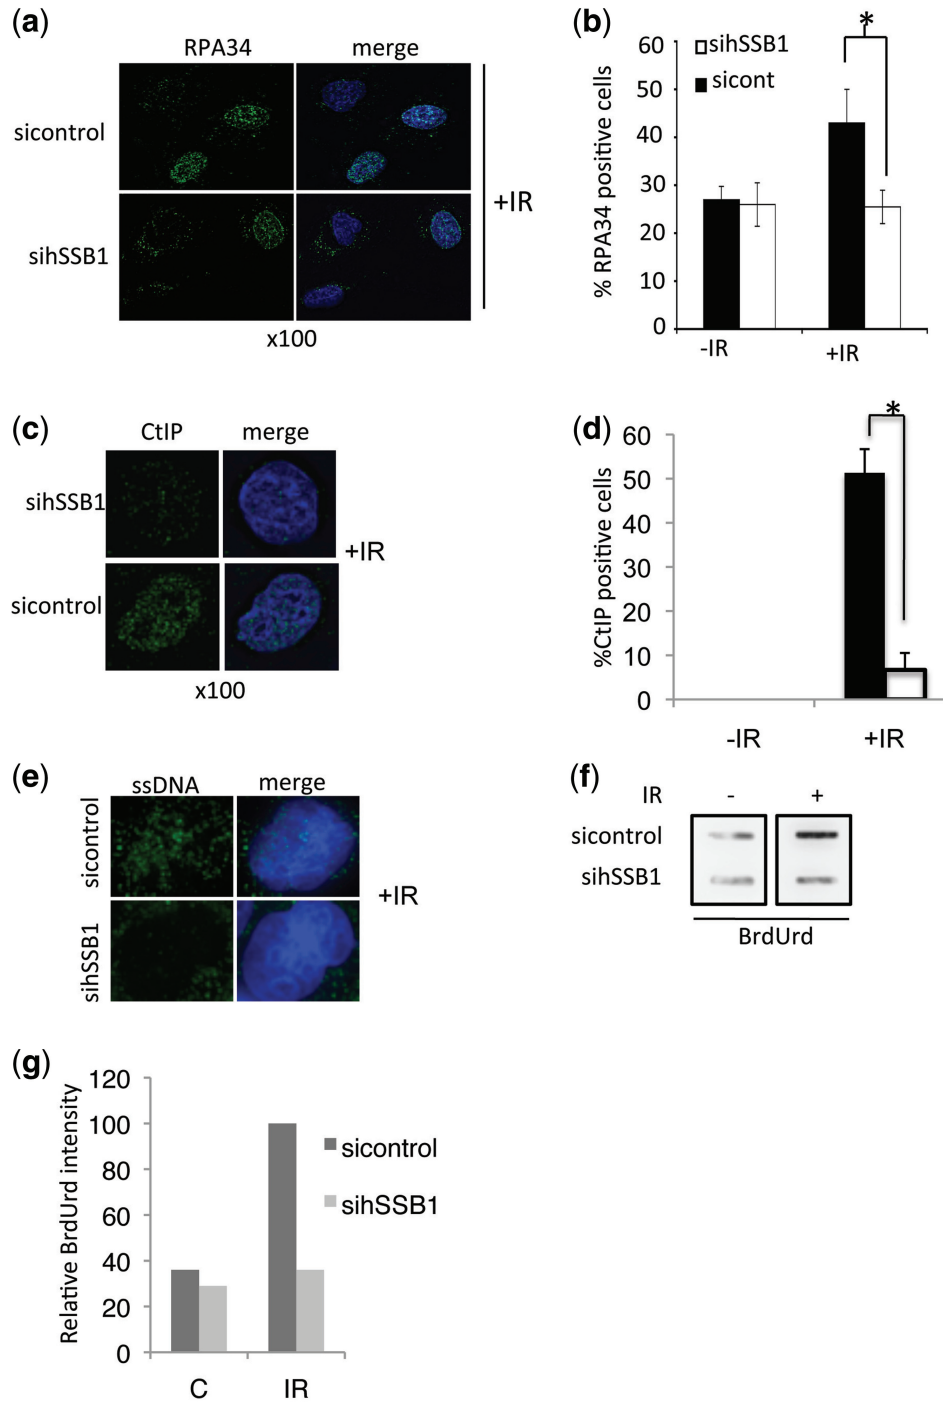 (a)
RPA34 merge
sicontrol
sihSSB1
+IR
x100
(b)
% RPA34 positive cells
60
50
40
30
20
10
0
sihSSB1
sicont
*
-IR +IR
(c)
CtIP merge
sihSSB1
sicontrol
+IR
x100
(d)
%CtIP positive cells
60
50
40
30
20
10
0
*
-IR +IR
(e)
ssDNA merge
sicontrol
sihSSB1
+IR
(f)
IR - +
sicontrol
sihSSB1
BrdUrd
(g)
Relative BrdUrd intensity
120
100
80
60
40
20
0
sicontrol
sihSSB1
C IR